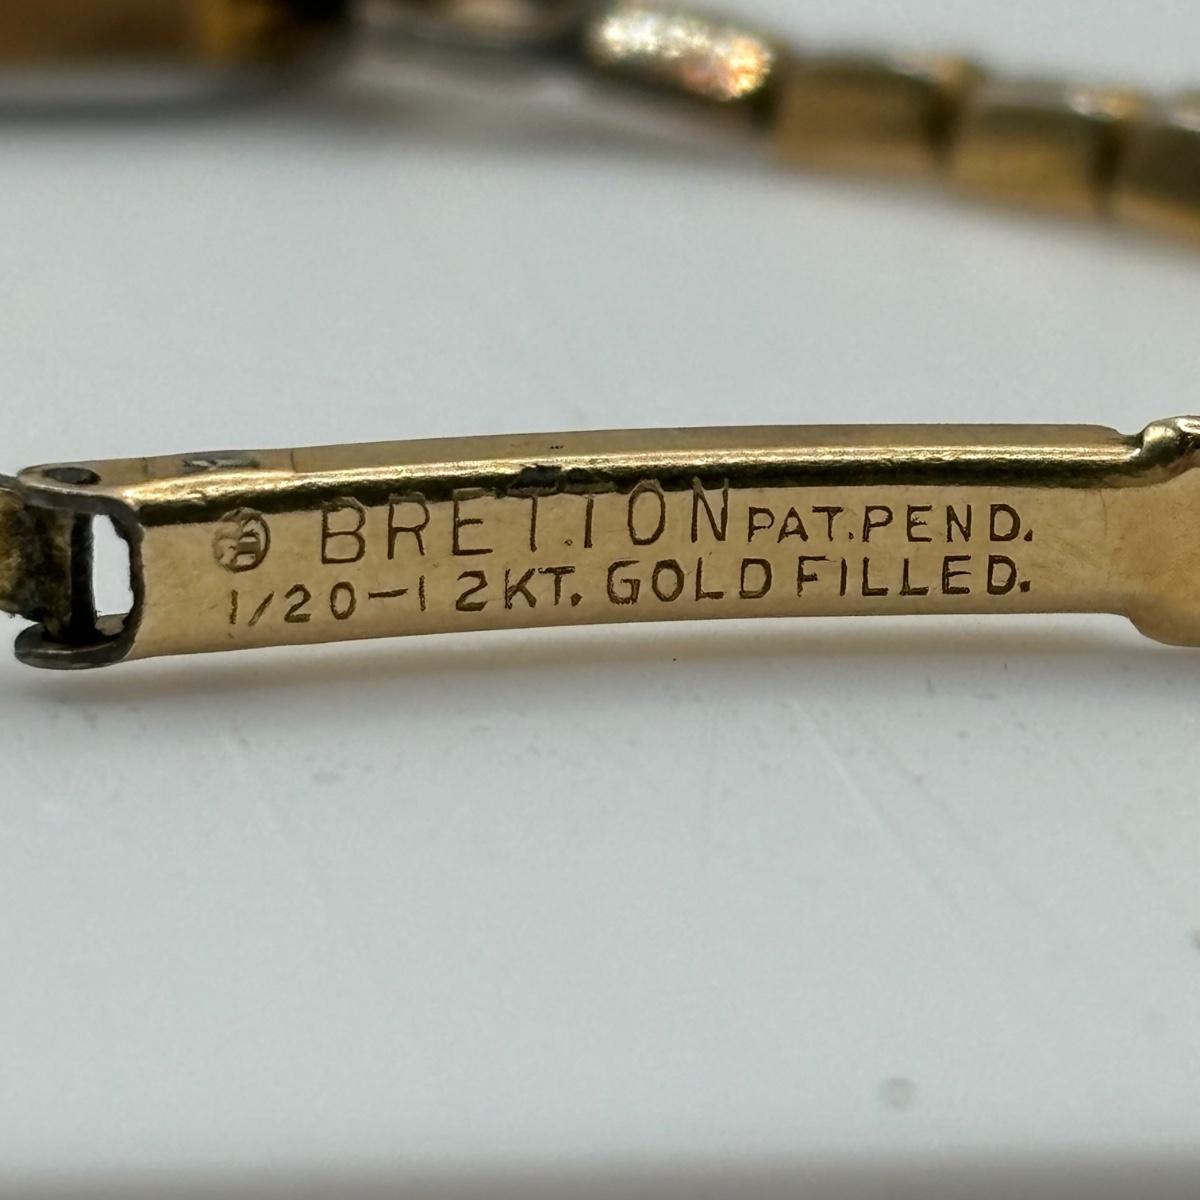 BRETTON PAT. PEND.
1/20-12KT. GOLD FILLED.